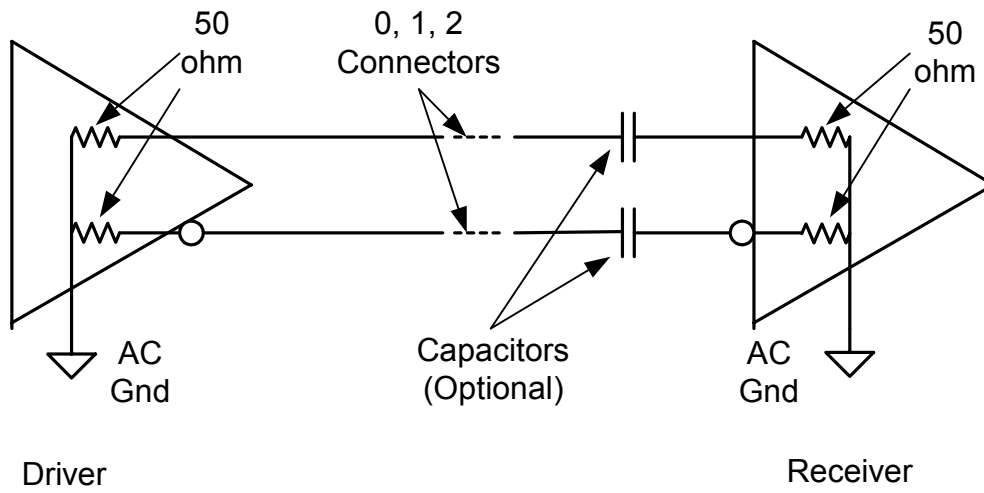 50
ohm
0, 1, 2
Connectors
50
ohm
AC
Gnd
Capacitors
(Optional)
AC
Gnd
Driver
Receiver